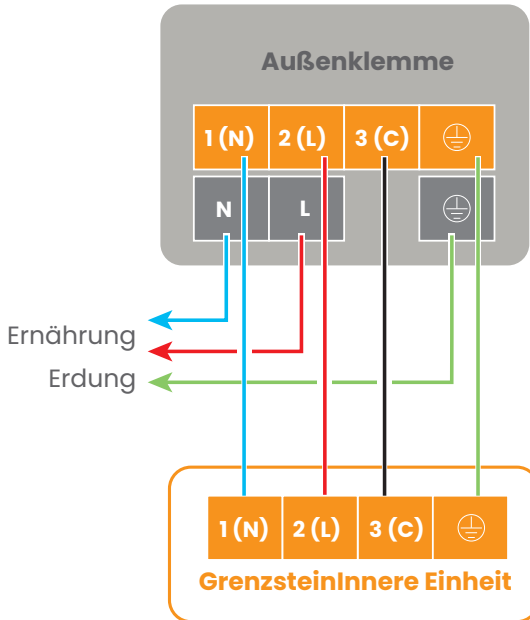 Außenklemme
1 (N) 2 (L) 3 (C)
N L
Ernährung
Erdung
1 (N) 2 (L) 3 (C)
GrenzsteinInnere Einheit